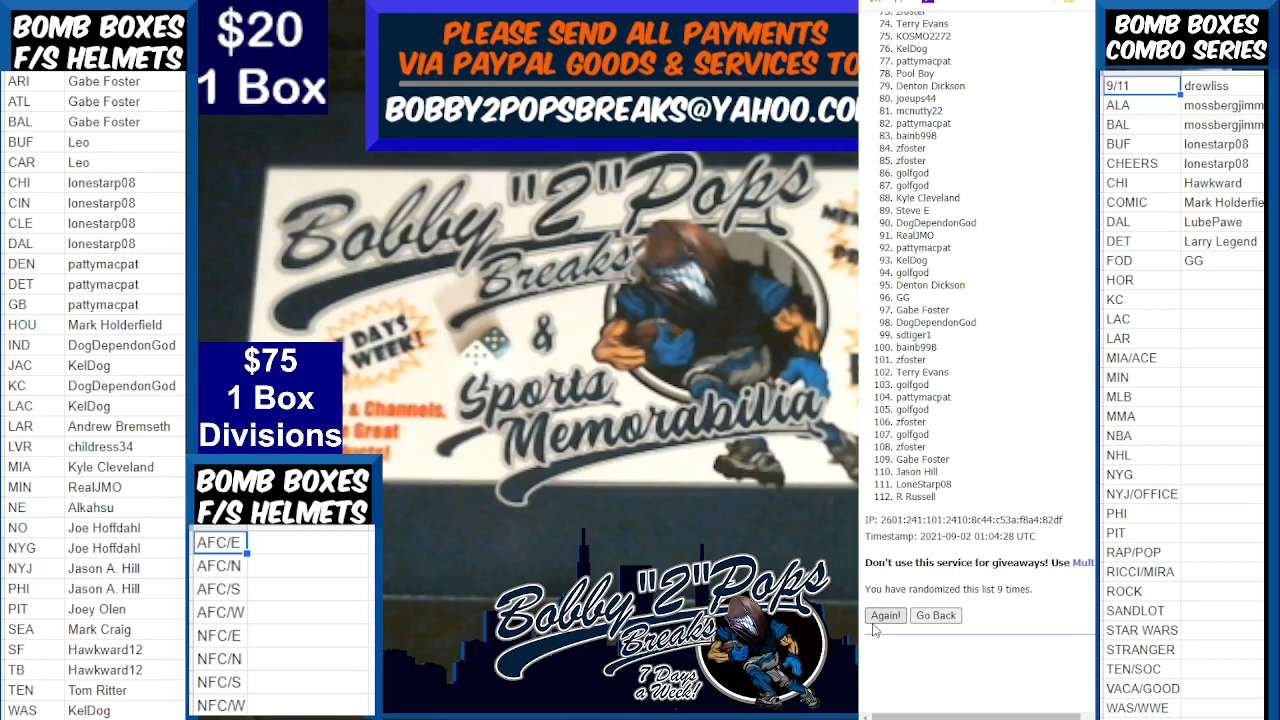 BOMB BOXES
F/S HELMETS
ARI Gabe Foster
ATL Gabe Foster
BAL Gabe Foster
BUF Leo
CAR Leo
CHI lonestarp08
CIN lonestarp08
CLE lonestarp08
DAL lonestarp08
DEN pattymacpat
DET pattymacpat
GB pattymacpat
HOU Mark Holderfield
IND DogDependonGod
JAC KelDog
KC DogDependonGod
LAC KelDog
LAR Andrew Bremseth
LVR childress34
MIA Kyle Cleveland
MIN RealJMO
NE Alkahsu
NO Joe Hoffdahl
NYG Joe Hoffdahl
NYJ Jason A. Hill
PHI Jason A. Hill
PIT Joey Olen
SEA Mark Craig
SF Hawkward12
TB Hawkward12
TEN Tom Ritter
WAS KelDog
$20
1 Box
$75
1 Box
Divisions
BOMB BOXES
F/S HELMETS
AFC/E
AFC/N
AFC/S
AFC/W
NFC/E
NFC/N
NFC/S
NFC/W
PLEASE SEND ALL PAYMENTS
VIA PAYPAL GOODS & SERVICES TO
BOBBY2POPSBREAKS@YAHOO.CO
Bobby "2" Pops
Breaks
DAYS
WEEK!
&
Sports
Memorabilia
& Channels,
Great
Bobby "2" Pops
Breaks
7 Days
a Week!
73. zfoster
74. Terry Evans
75. KOSMO2272
76. KelDog
77. pattymacpat
78. Pool Boy
79. Denton Dickson
80. joeups44
81. mcnutty22
82. pattymacpat
83. bainb998
84. zfoster
85. zfoster
86. golfgod
87. golfgod
88. Kyle Cleveland
89. Steve E
90. DogDependonGod
91. RealJMO
92. pattymacpat
93. KelDog
94. golfgod
95. Denton Dickson
96. GG
97. Gabe Foster
98. DogDependonGod
99. sdtiger1
100. bainb998
101. zfoster
102. Terry Evans
103. golfgod
104. pattymacpat
105. golfgod
106. zfoster
107. golfgod
108. zfoster
109. Gabe Foster
110. Jason Hill
111. LoneStarp08
112. R Russell
IP: 2601:241:101:2410:8c44:c53a:f8a4:82df
Timestamp: 2021-09-02 01:04:28 UTC
Don't use this service for giveaways! Use Mult
You have randomized this list 9 times.
Again! Go Back
BOMB BOXES
COMBO SERIES
9/11 drewliss
ALA mossbergjimm
BAL mossbergjimm
BUF lonestarp08
CHEERS lonestarp08
CHI Hawkward
COMIC Mark Holderfie
DAL LubePawe
DET Larry Legend
FOD GG
HOR
KC
LAC
LAR
MIA/ACE
MIN
MLB
MMA
NBA
NHL
NYG
NYJ/OFFICE
PHI
PIT
RAP/POP
RICCI/MIRA
ROCK
SANDLOT
STAR WARS
STRANGER
TEN/SOC
VACA/GOOD
WAS/WWE